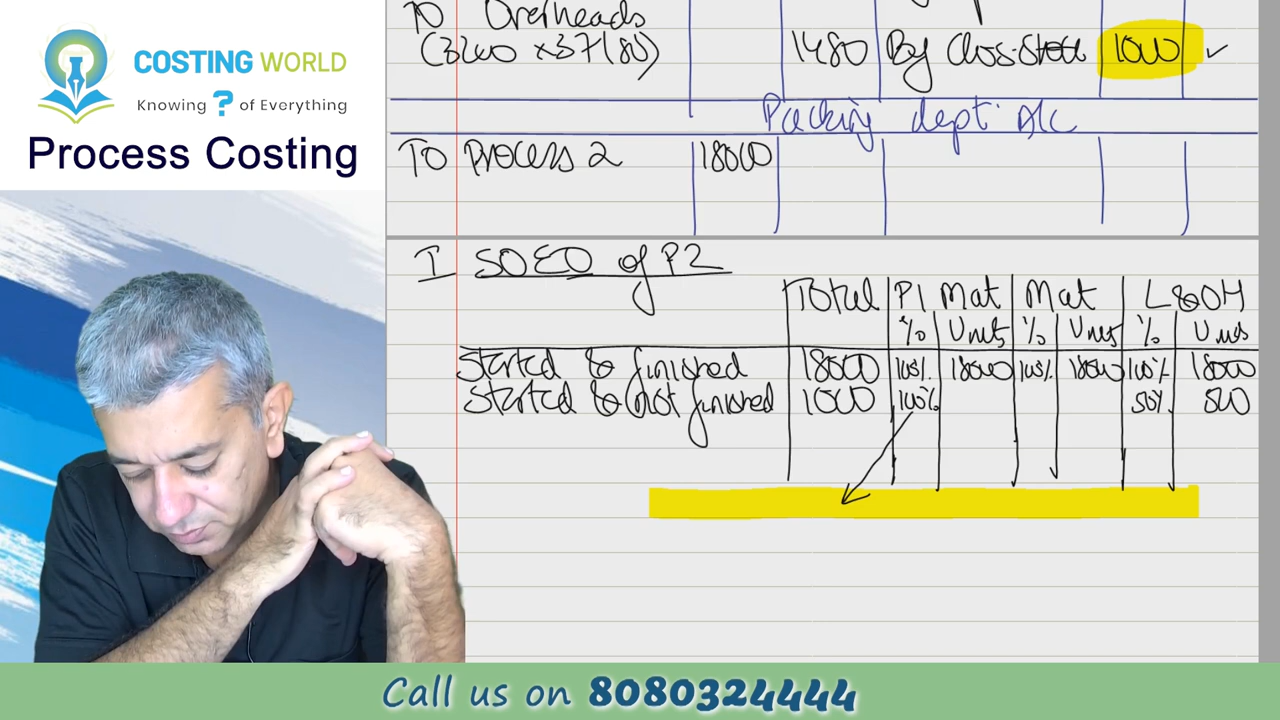 COSTING WORLD
Knowing ? of Everything
Process Costing
To Overheads
(3200 x 37/80) 1480 By Clos. Stock 1000 ✓
Packing dept. A/c
To Process 2 18000
I SOEO of P2
Total P1 Mat Mat L & OH
% Units % Units % Units
Started & finished 18000 100% 18000 100% 18000 100% 18000
Started & not finished 1000 100% 50% 500
Call us on 8080324444